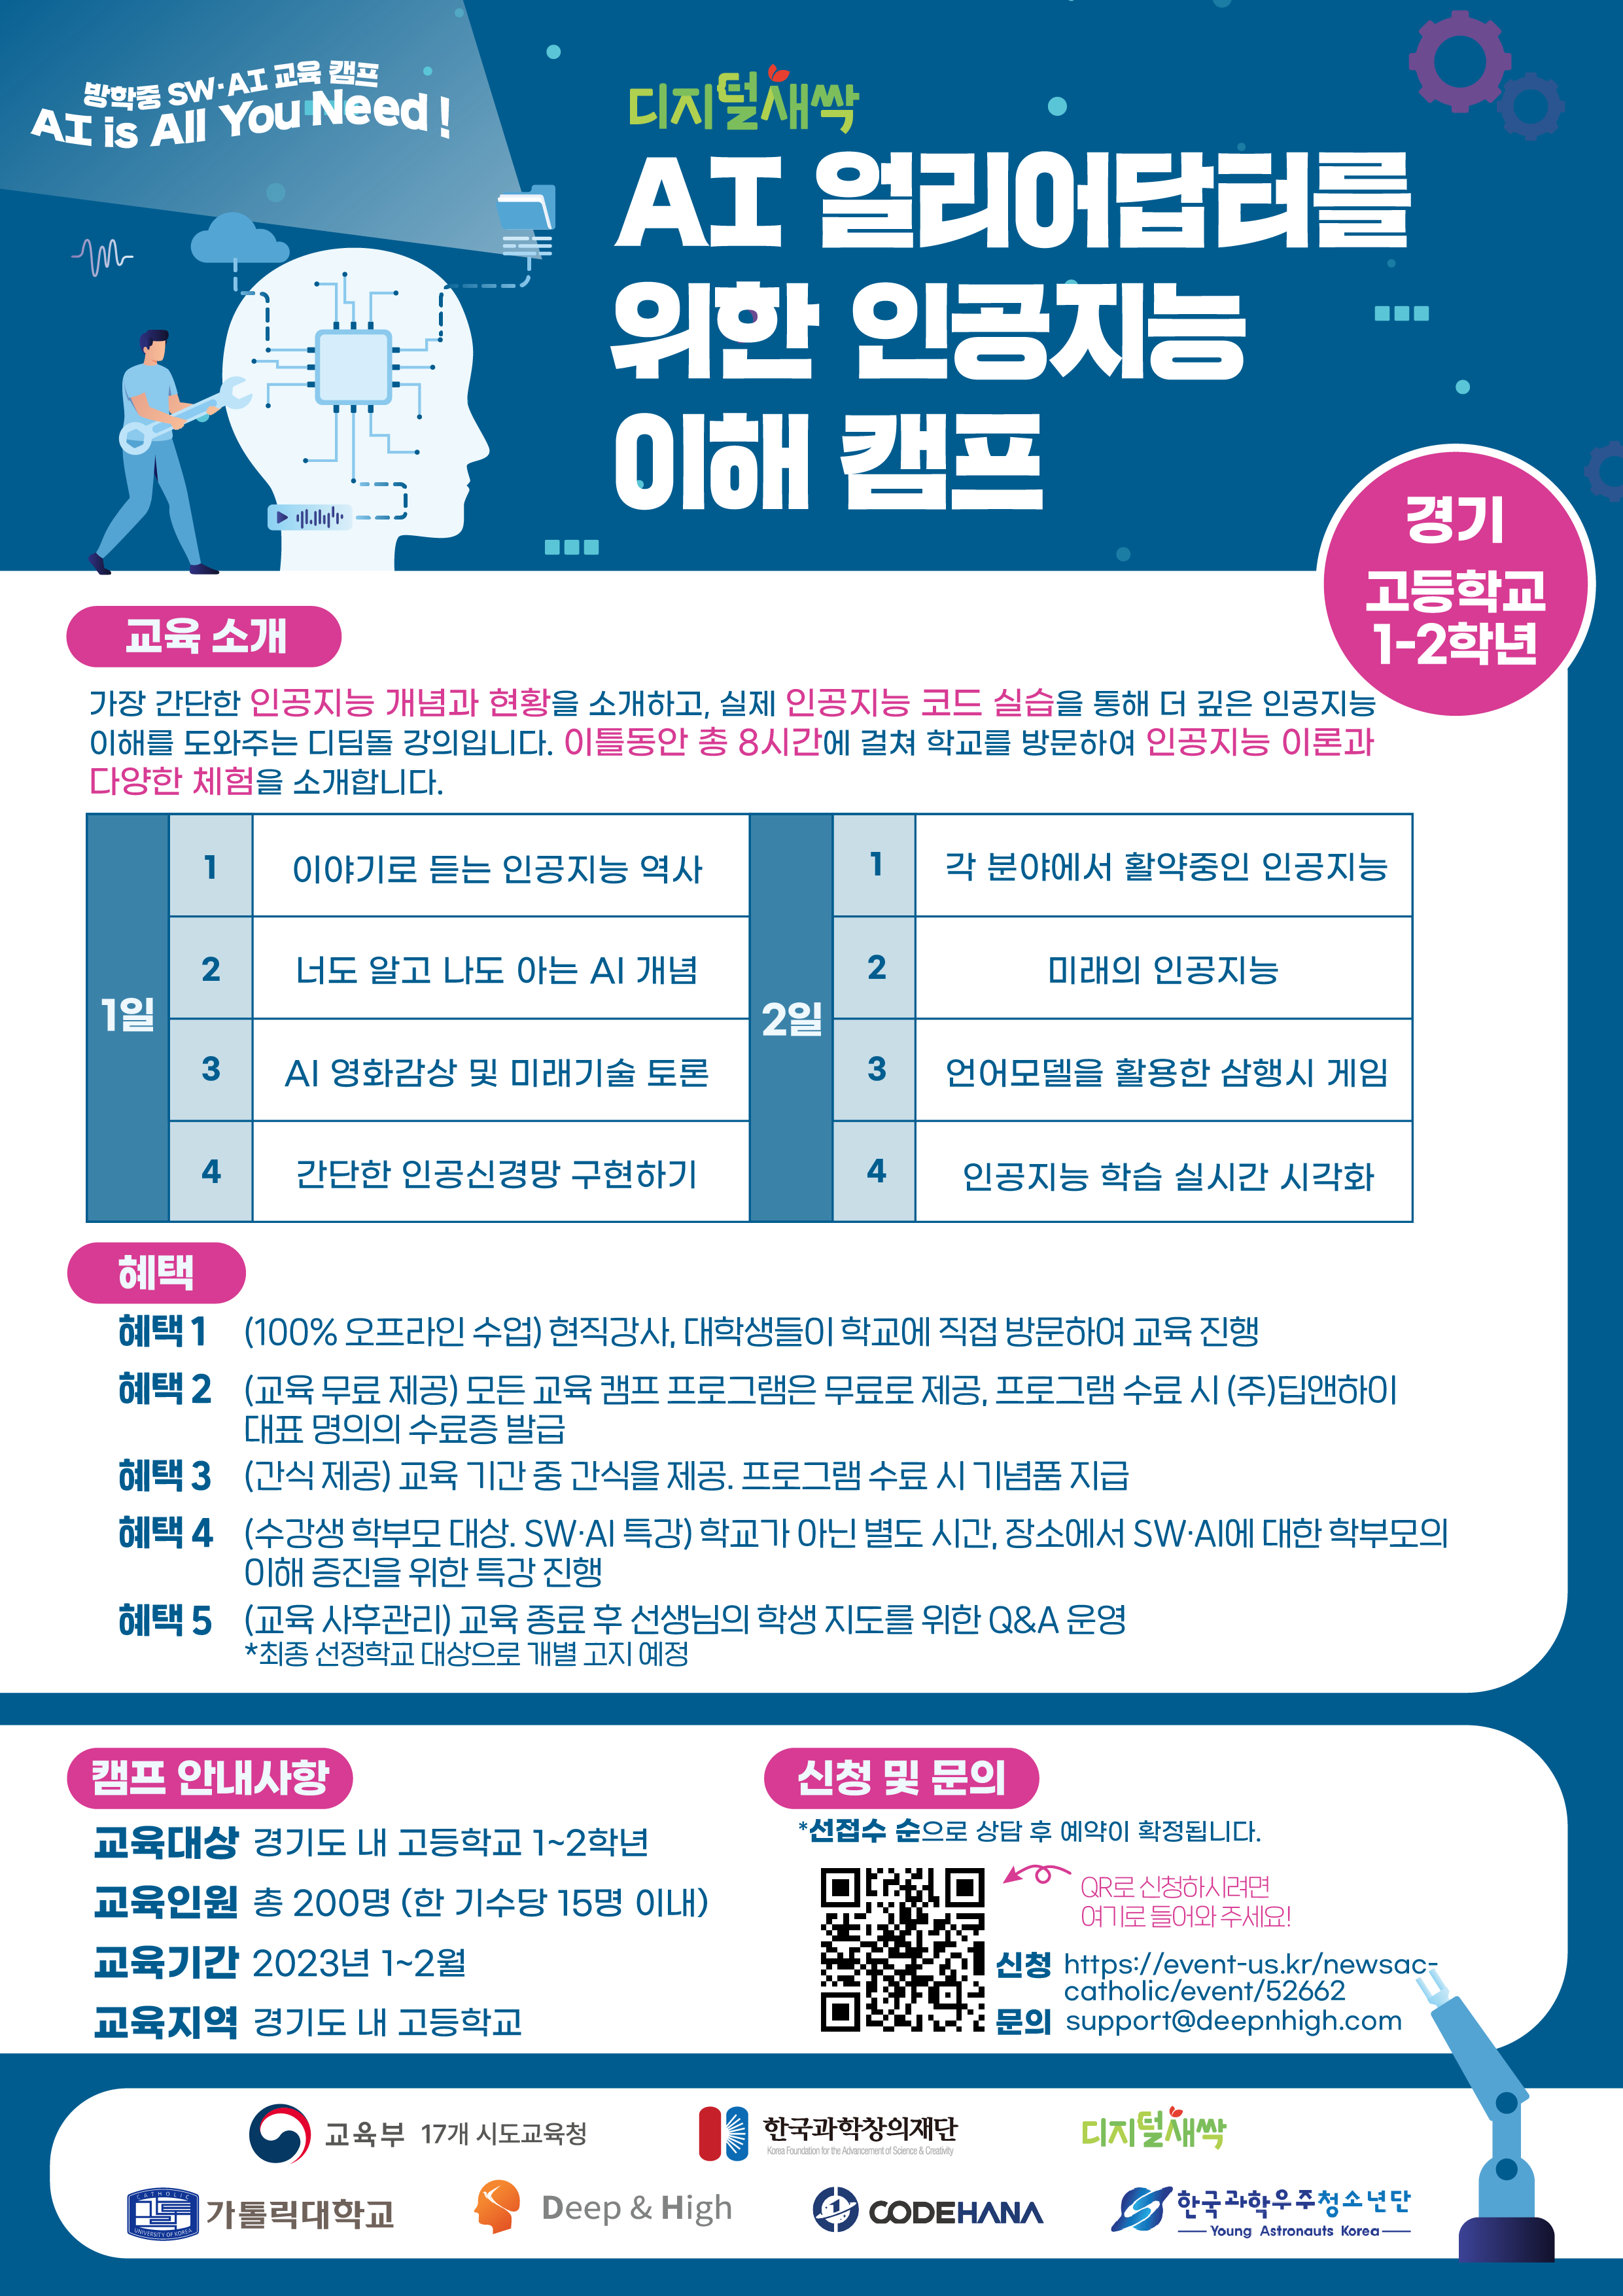 방학중 SW·AI 교육 캠프
AI is All You Need !
디지털새싹
AI 얼리어답터를
위한 인공지능
이해 캠프
경기
고등학교
1-2학년
교육 소개
가장 간단한 인공지능 개념과 현황을 소개하고, 실제 인공지능 코드 실습을 통해 더 깊은 인공지능
이해를 도와주는 디딤돌 강의입니다. 이틀동안 총 8시간에 걸쳐 학교를 방문하여 인공지능 이론과
다양한 체험을 소개합니다.
1일
1 이야기로 듣는 인공지능 역사
2 너도 알고 나도 아는 AI 개념
3 AI 영화감상 및 미래기술 토론
4 간단한 인공신경망 구현하기
2일
1 각 분야에서 활약중인 인공지능
2 미래의 인공지능
3 언어모델을 활용한 삼행시 게임
4 인공지능 학습 실시간 시각화
혜택
혜택 1 (100% 오프라인 수업) 현직강사, 대학생들이 학교에 직접 방문하여 교육 진행
혜택 2 (교육 무료 제공) 모든 교육 캠프 프로그램은 무료로 제공, 프로그램 수료 시 (주)딥앤하이
대표 명의의 수료증 발급
혜택 3 (간식 제공) 교육 기간 중 간식을 제공. 프로그램 수료 시 기념품 지급
혜택 4 (수강생 학부모 대상. SW·AI 특강) 학교가 아닌 별도 시간, 장소에서 SW·AI에 대한 학부모의
이해 증진을 위한 특강 진행
혜택 5 (교육 사후관리) 교육 종료 후 선생님의 학생 지도를 위한 Q&A 운영
*최종 선정학교 대상으로 개별 고지 예정
캠프 안내사항
교육대상 경기도 내 고등학교 1~2학년
교육인원 총 200명 (한 기수당 15명 이내)
교육기간 2023년 1~2월
교육지역 경기도 내 고등학교
신청 및 문의
*선접수 순으로 상담 후 예약이 확정됩니다.
QR로 신청하시려면
여기로 들어와 주세요!
신청 https://event-us.kr/newsac-
catholic/event/52662
문의 support@deepnhigh.com
교육부 17개 시도교육청
한국과학창의재단
Korea Foundation for the Advancement of Science & Creativity
디지털새싹
CATHOLIC
UNIVERSITY OF KOREA
가톨릭대학교
Deep & High
CODEHANA
한국과학우주청소년단
Young Astronauts Korea